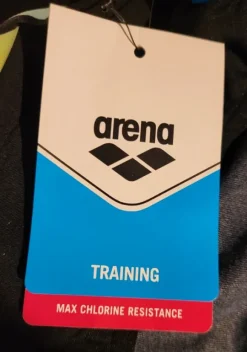 arena
TRAINING
MAX CHLORINE RESISTANCE